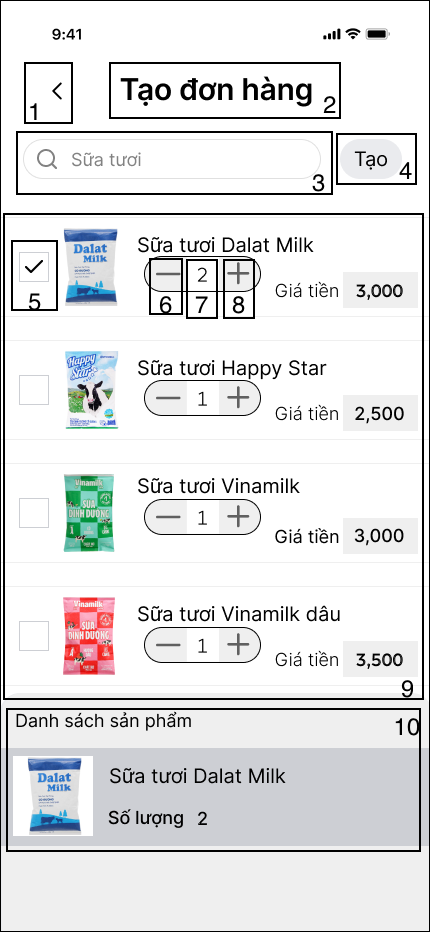 9:41
1
Tạo đơn hàng
2
Sữa tươi
3
Tạo
4
Dalat
Milk
Sữa tươi Dalat Milk
2
5
6
7
8
Giá tiền
3,000
Happy
Star
Sữa tươi Happy Star
1
Giá tiền
2,500
Vinamilk
SỮA
DINH DƯỠNG
Sữa tươi Vinamilk
1
Giá tiền
3,000
Vinamilk
SỮA
DINH DƯỠNG
Sữa tươi Vinamilk dâu
1
Giá tiền
3,500
9
Danh sách sản phẩm
10
Dalat
Milk
Sữa tươi Dalat Milk
Số lượng 2